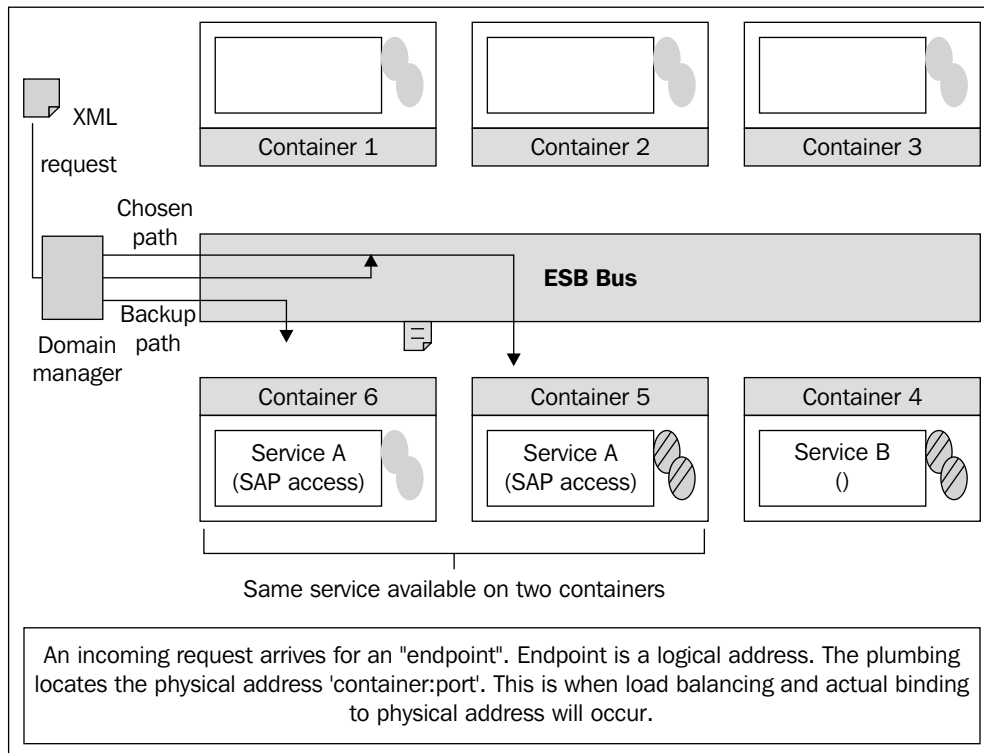 XML
request
Container 1
Container 2
Container 3
Chosen
path
ESB Bus
Backup
path
Domain
manager
Container 6
Container 5
Container 4
Service A
(SAP access)
Service A
(SAP access)
Service B
()
Same service available on two containers
An incoming request arrives for an "endpoint". Endpoint is a logical address. The plumbing
locates the physical address 'container:port'. This is when load balancing and actual binding
to physical address will occur.